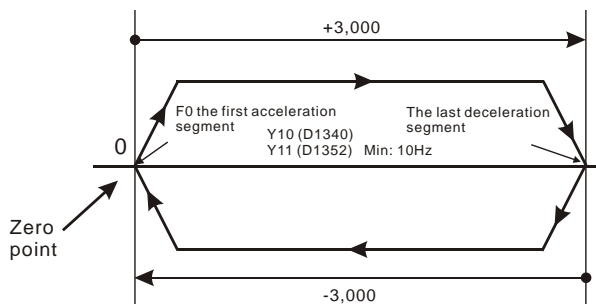 +3,000
F0 the first acceleration
segment
The last deceleration
segment
Y10 (D1340)
Y11 (D1352) Min: 10Hz
0
Zero
point
-3,000